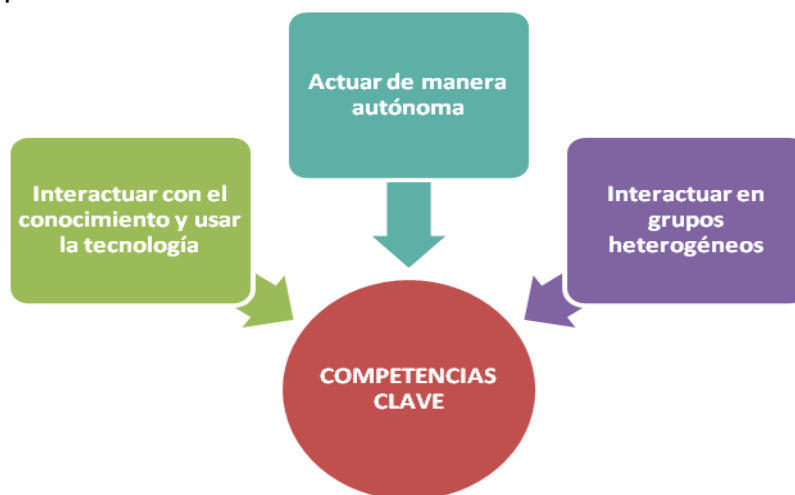 Actuar de manera
autónoma
Interactuar con el
conocimiento y usar
la tecnología
Interactuar en
grupos
heterogéneos
COMPETENCIAS
CLAVE